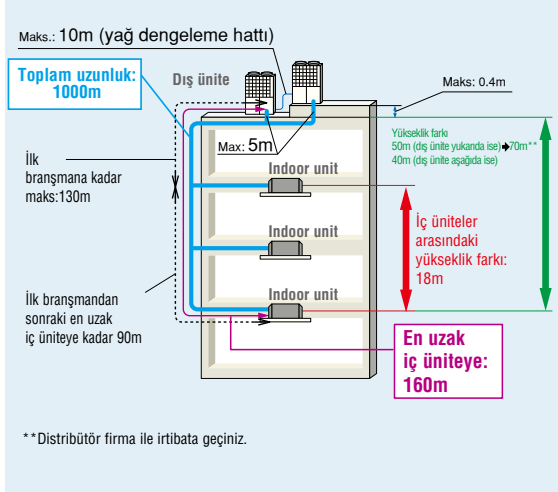 Maks.: 10m (yağ dengeleme hattı)
Toplam uzunluk:
1000m
Dış ünite
Maks: 0.4m
Max: 5m
Yükseklik farkı
50m (dış ünite yukarıda ise)➔70m**
40m (dış ünite aşağıda ise)
İlk
branşmana kadar
maks:130m
Indoor unit
Indoor unit
Indoor unit
İç üniteler
arasındaki
yükseklik farkı:
18m
İlk branşmandan
sonraki en uzak
iç üniteye kadar 90m
En uzak
iç üniteye:
160m
**Distribütör firma ile irtibata geçiniz.